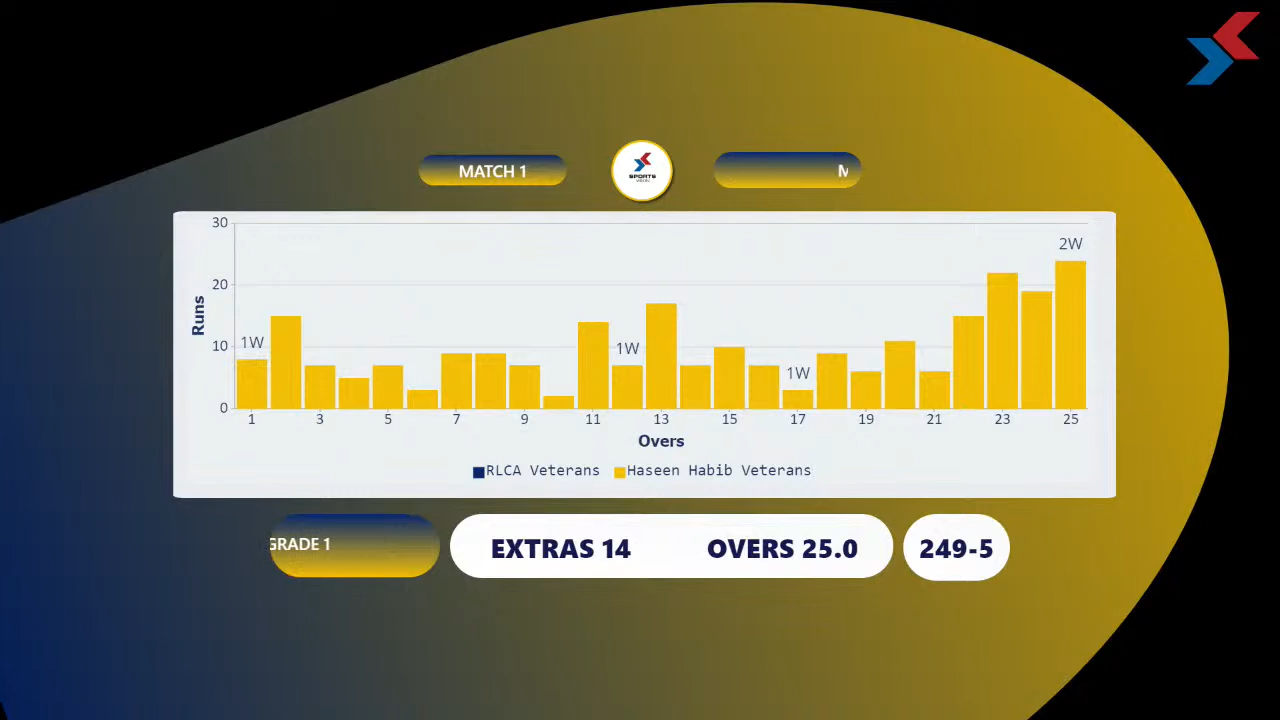 MATCH 1
SPORTS
VISION
M
30
20
10
0
Runs
1W
1W
1W
2W
1 3 5 7 9 11 13 15 17 19 21 23 25
Overs
RLCA Veterans Haseen Habib Veterans
GRADE 1
EXTRAS 14 OVERS 25.0
249-5